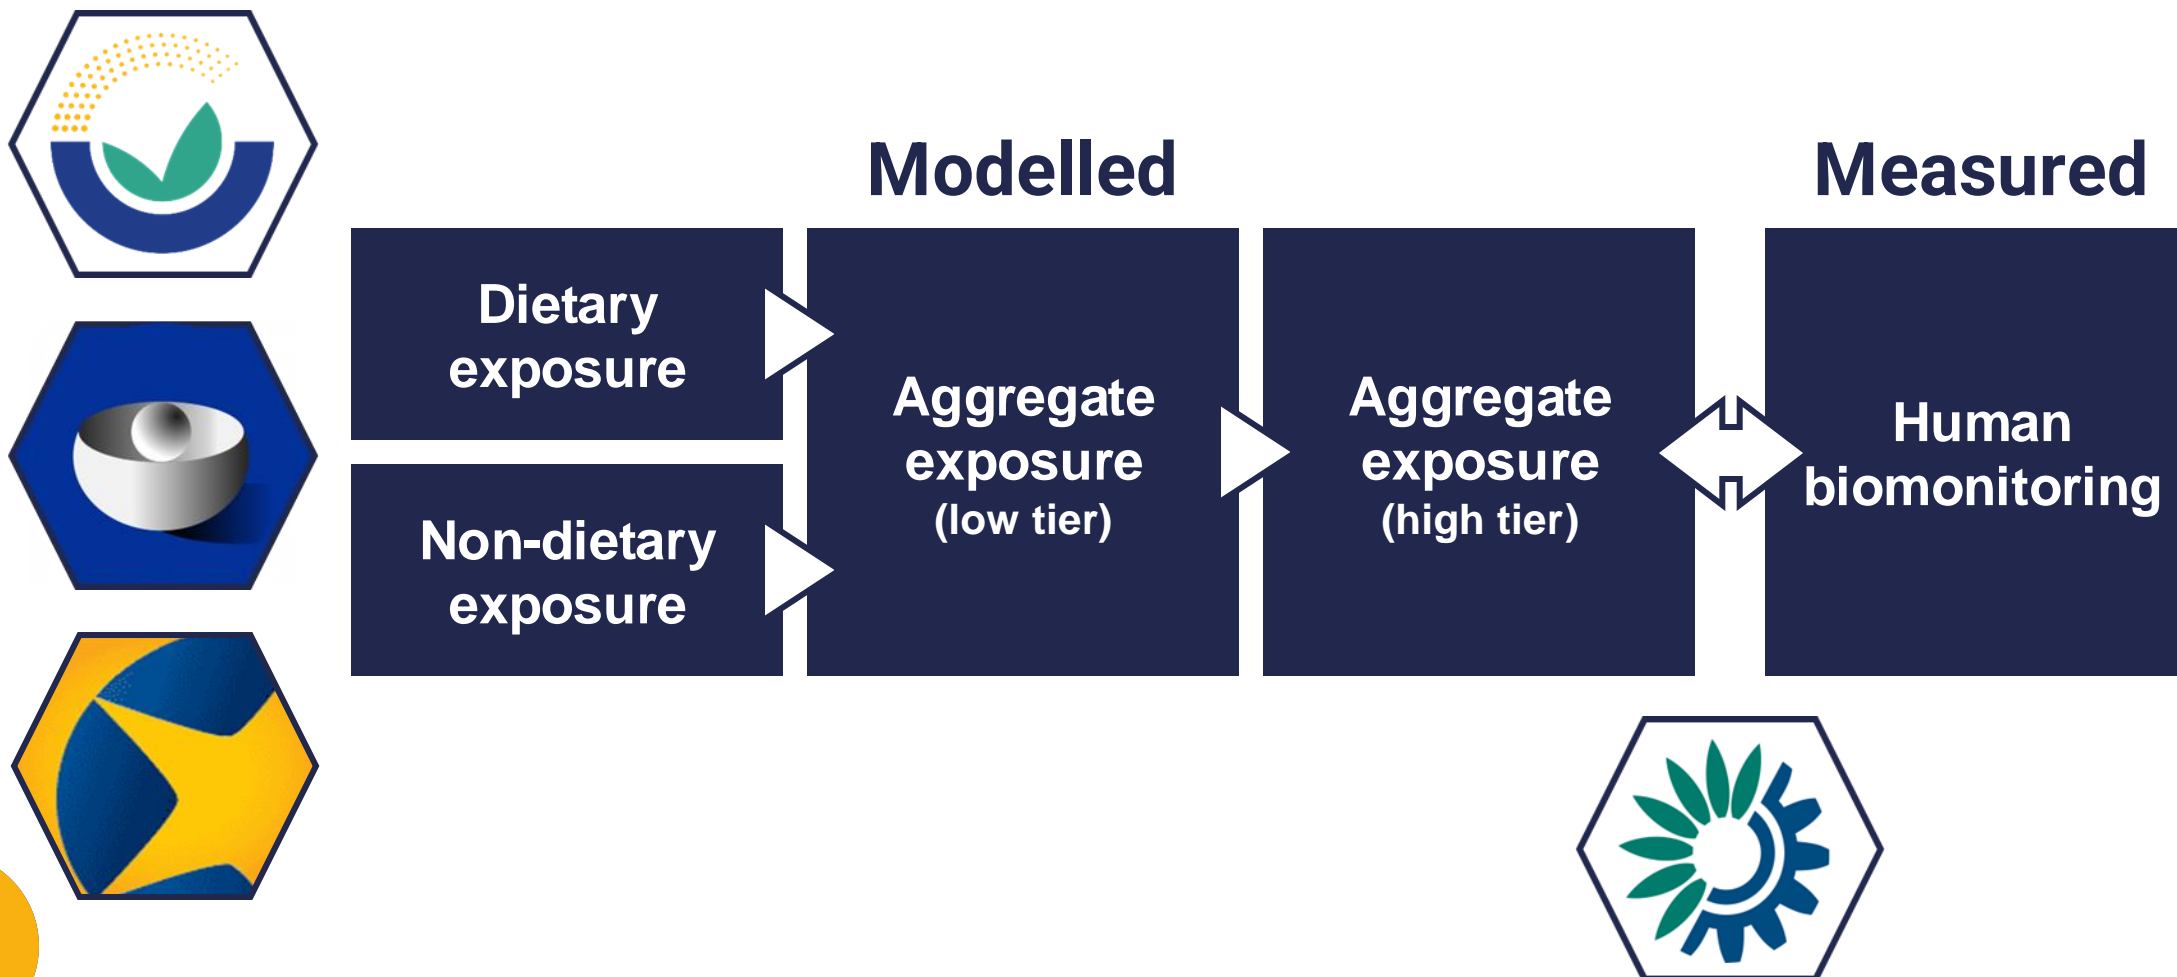 Modelled
Measured
Dietary
exposure
Non-dietary
exposure
Aggregate
exposure
(low tier)
Aggregate
exposure
(high tier)
Human
biomonitoring